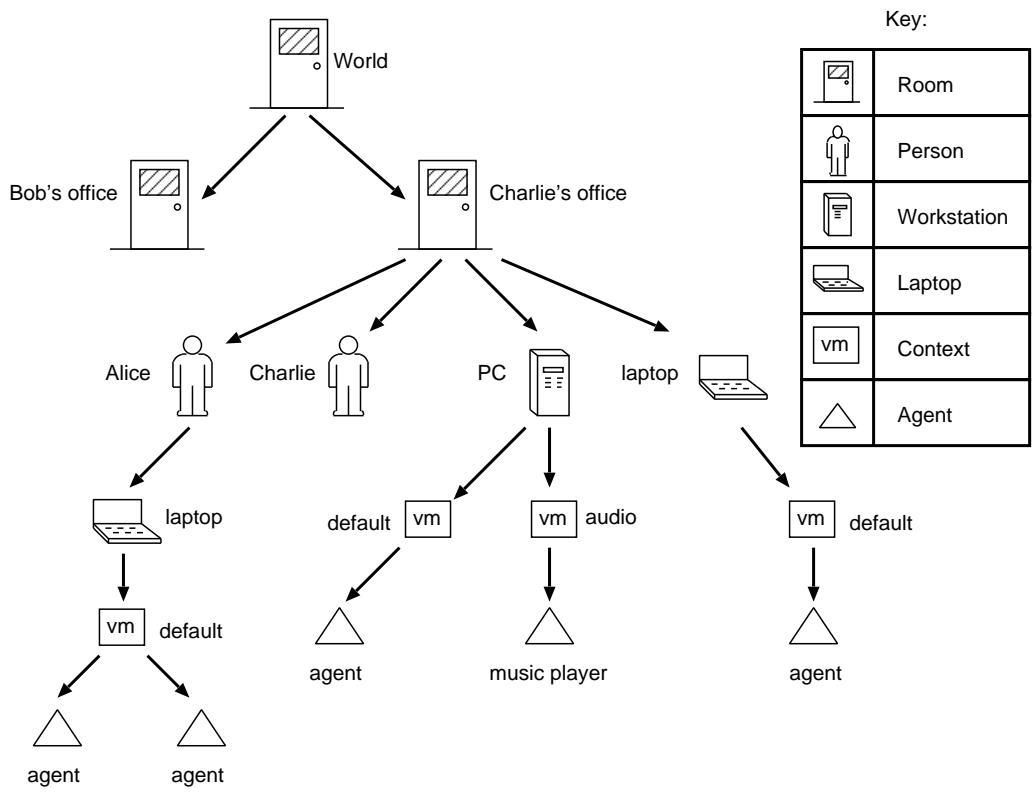 Key:
World
Room
Person
Bob’s office
Charlie’s office
Workstation
Laptop
vm
Context
Alice
Charlie
PC
laptop
Agent
laptop
default
vm
vm
audio
vm
default
vm
default
agent
music player
agent
agent
agent